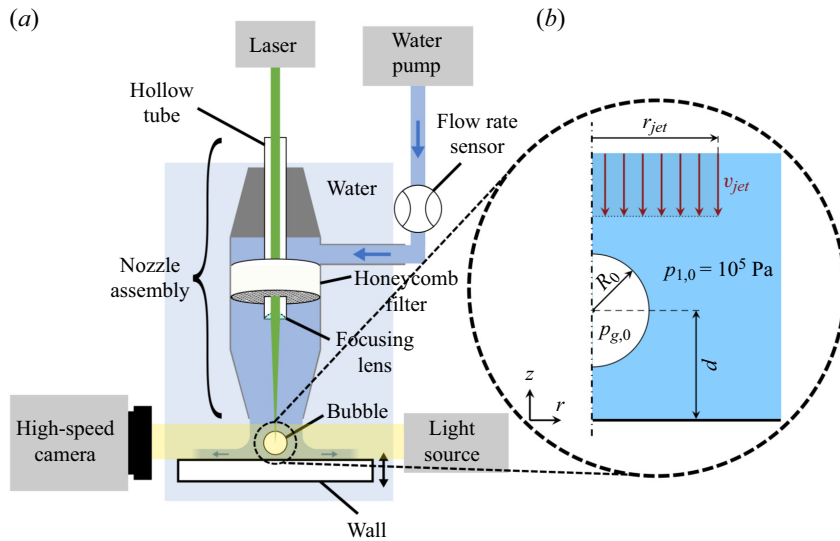 (a)
Laser
Water
pump
Hollow
tube
Flow rate
sensor
Water
Nozzle
assembly
Honeycomb
filter
Focusing
lens
High-speed
camera
Bubble
Light
source
Wall
(b)
r_jet
v_jet
p_1,0 = 10^5 Pa
R_0
p_g,0
d
z
r